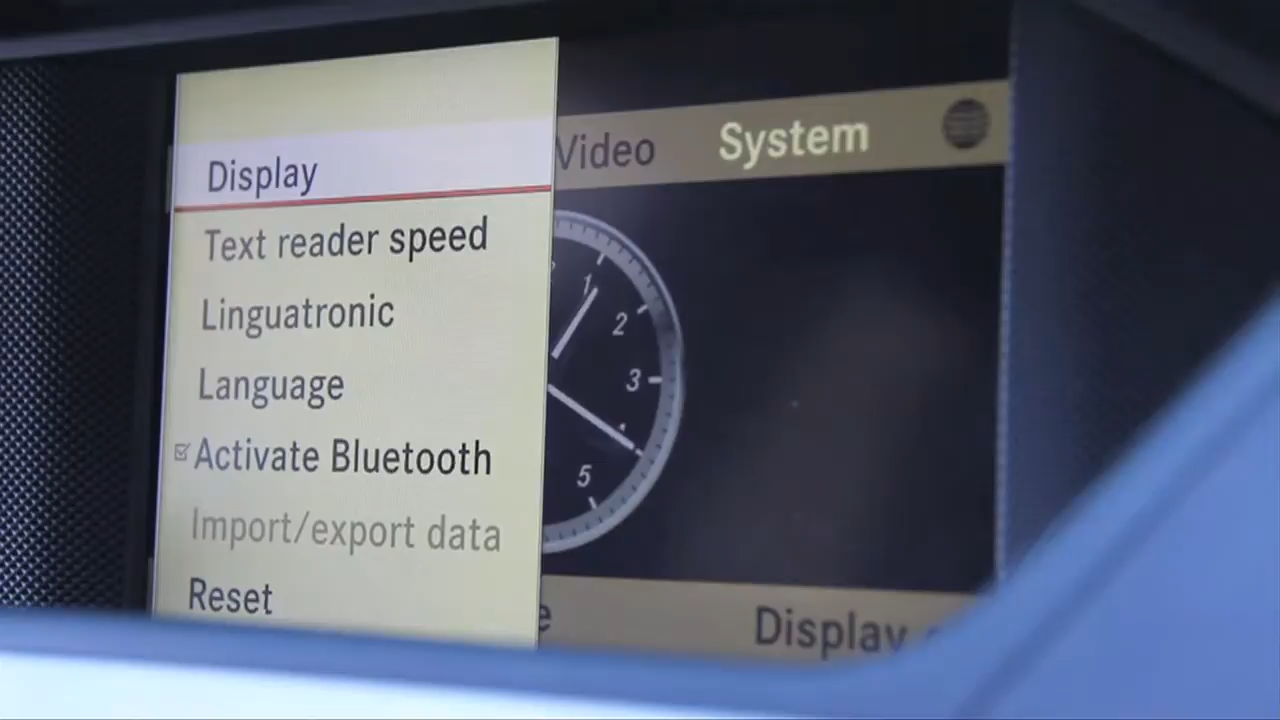 Video System
Display
Text reader speed
Linguatronic
Language
Activate Bluetooth
Import/export data
Reset
1
2
3
5
Display